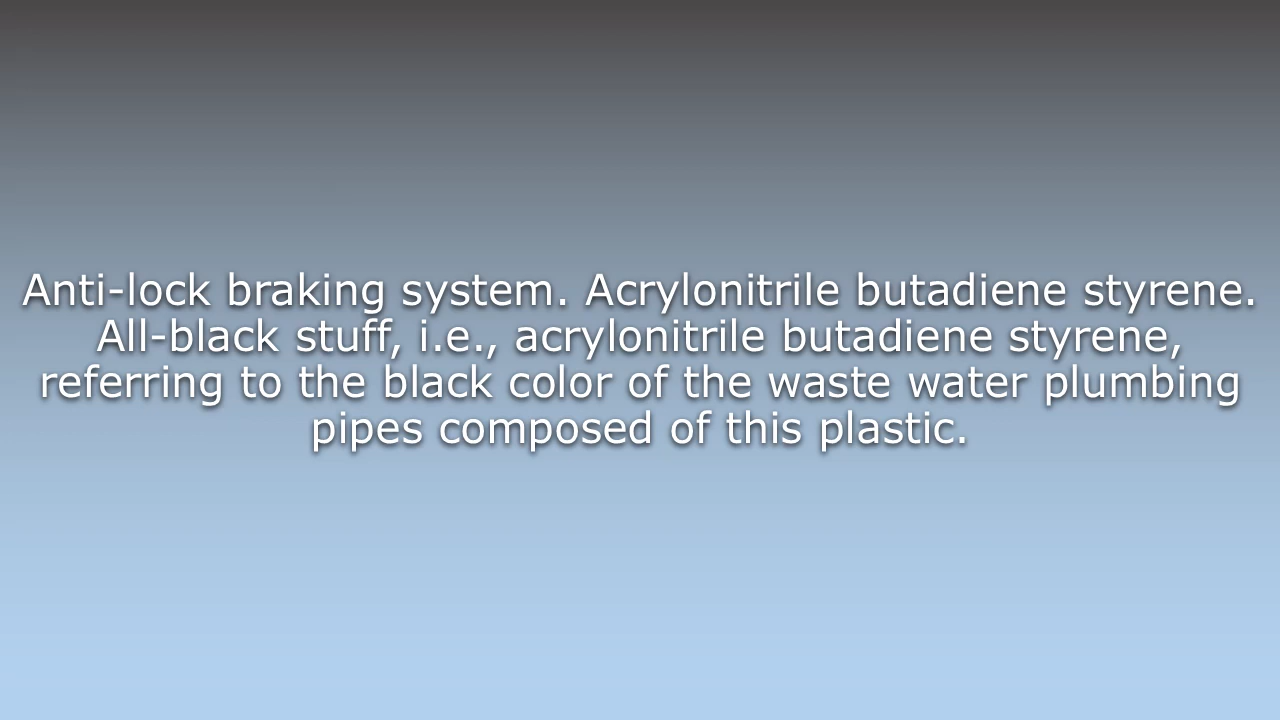 Anti-lock braking system. Acrylonitrile butadiene styrene.
All-black stuff, i.e., acrylonitrile butadiene styrene,
referring to the black color of the waste water plumbing
pipes composed of this plastic.